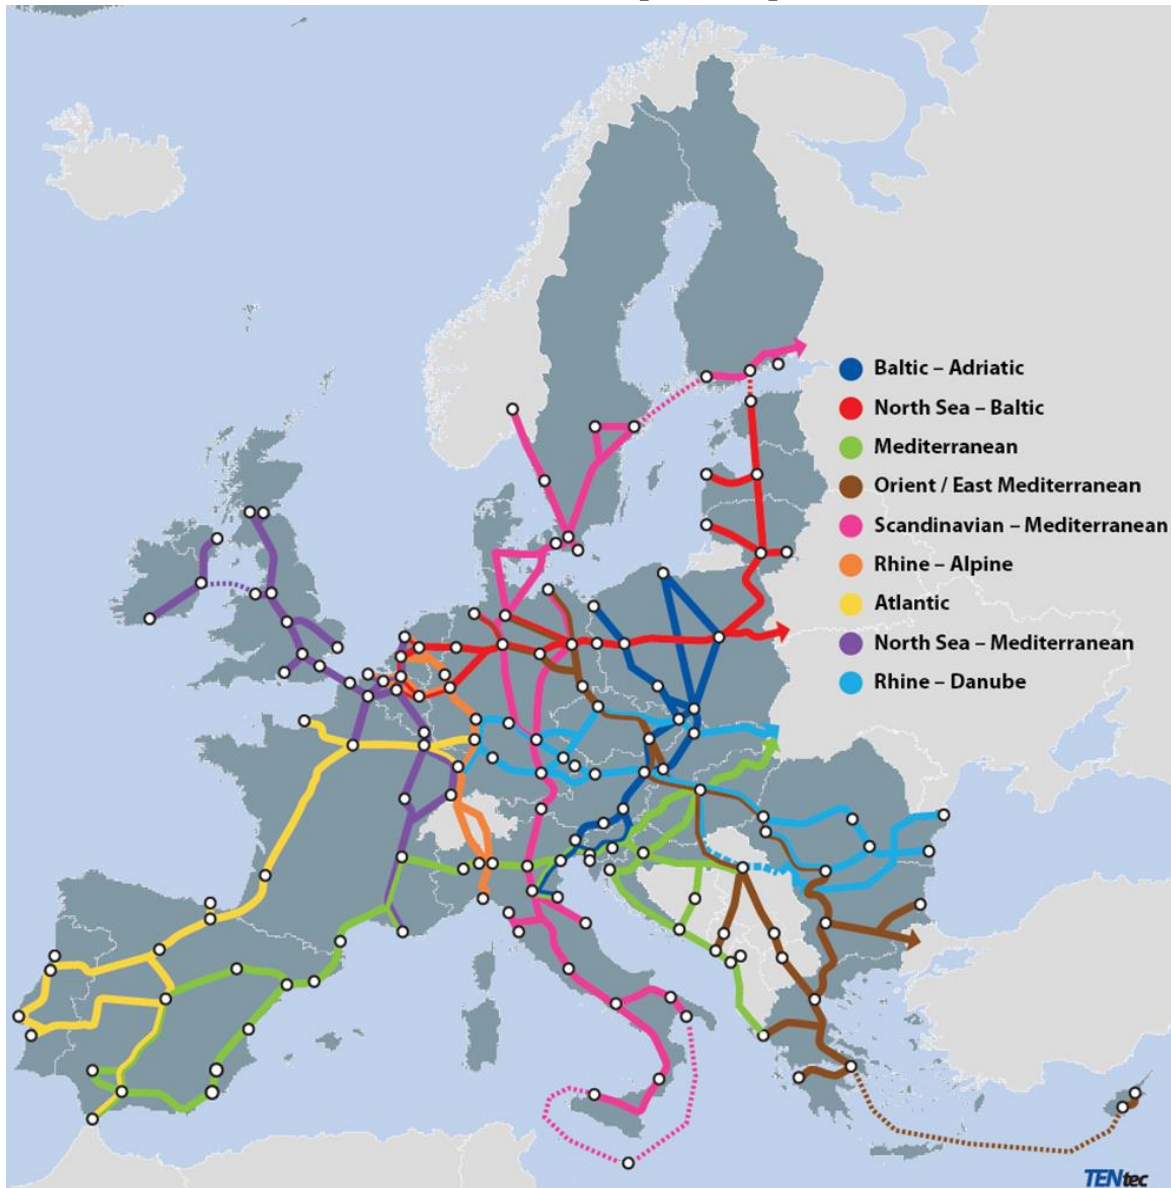 Baltic – Adriatic
North Sea – Baltic
Mediterranean
Orient / East Mediterranean
Scandinavian – Mediterranean
Rhine – Alpine
Atlantic
North Sea – Mediterranean
Rhine – Danube
TENtec